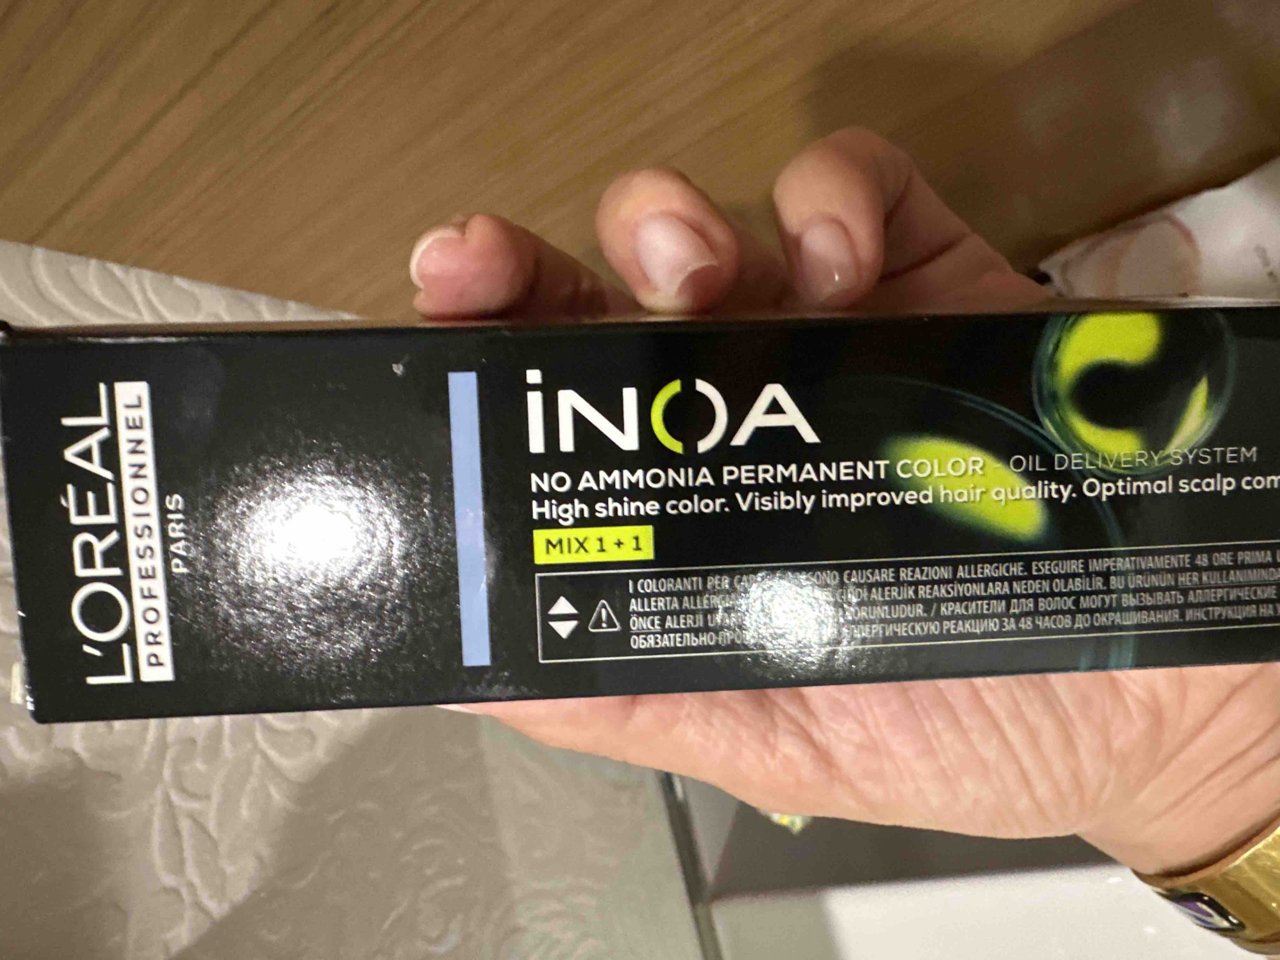 L'ORÉAL
PROFESSIONNEL
PARIS
iNOA
NO AMMONIA PERMANENT COLOR - OIL DELIVERY SYSTEM
High shine color. Visibly improved hair quality. Optimal scalp com
MIX 1 + 1
I COLORANTI PER SONO CAUSARE REAZIONI ALLERGICHE. ESEGUIRE IMPERATIVAMENTE 48 ORE PRIMA
ALLERTA ALERJİK REAKSİYONLARA NEDEN OLABİLİR. BU ÜRÜNÜN HER KULLANIMINDA
ÖNCE ALERJİ ZORUNLUDUR. / КРАСИТЕЛИ ДЛЯ ВОЛОС МОГУТ ВЫЗЫВАТЬ АЛЛЕРГИЧЕСКИЕ
ОБЯЗАТЕЛЬНО АЛЛЕРГИЧЕСКУЮ РЕАКЦИЮ ЗА 48 ЧАСОВ ДО ОКРАШИВАНИЯ. ИНСТРУКЦИЯ НА